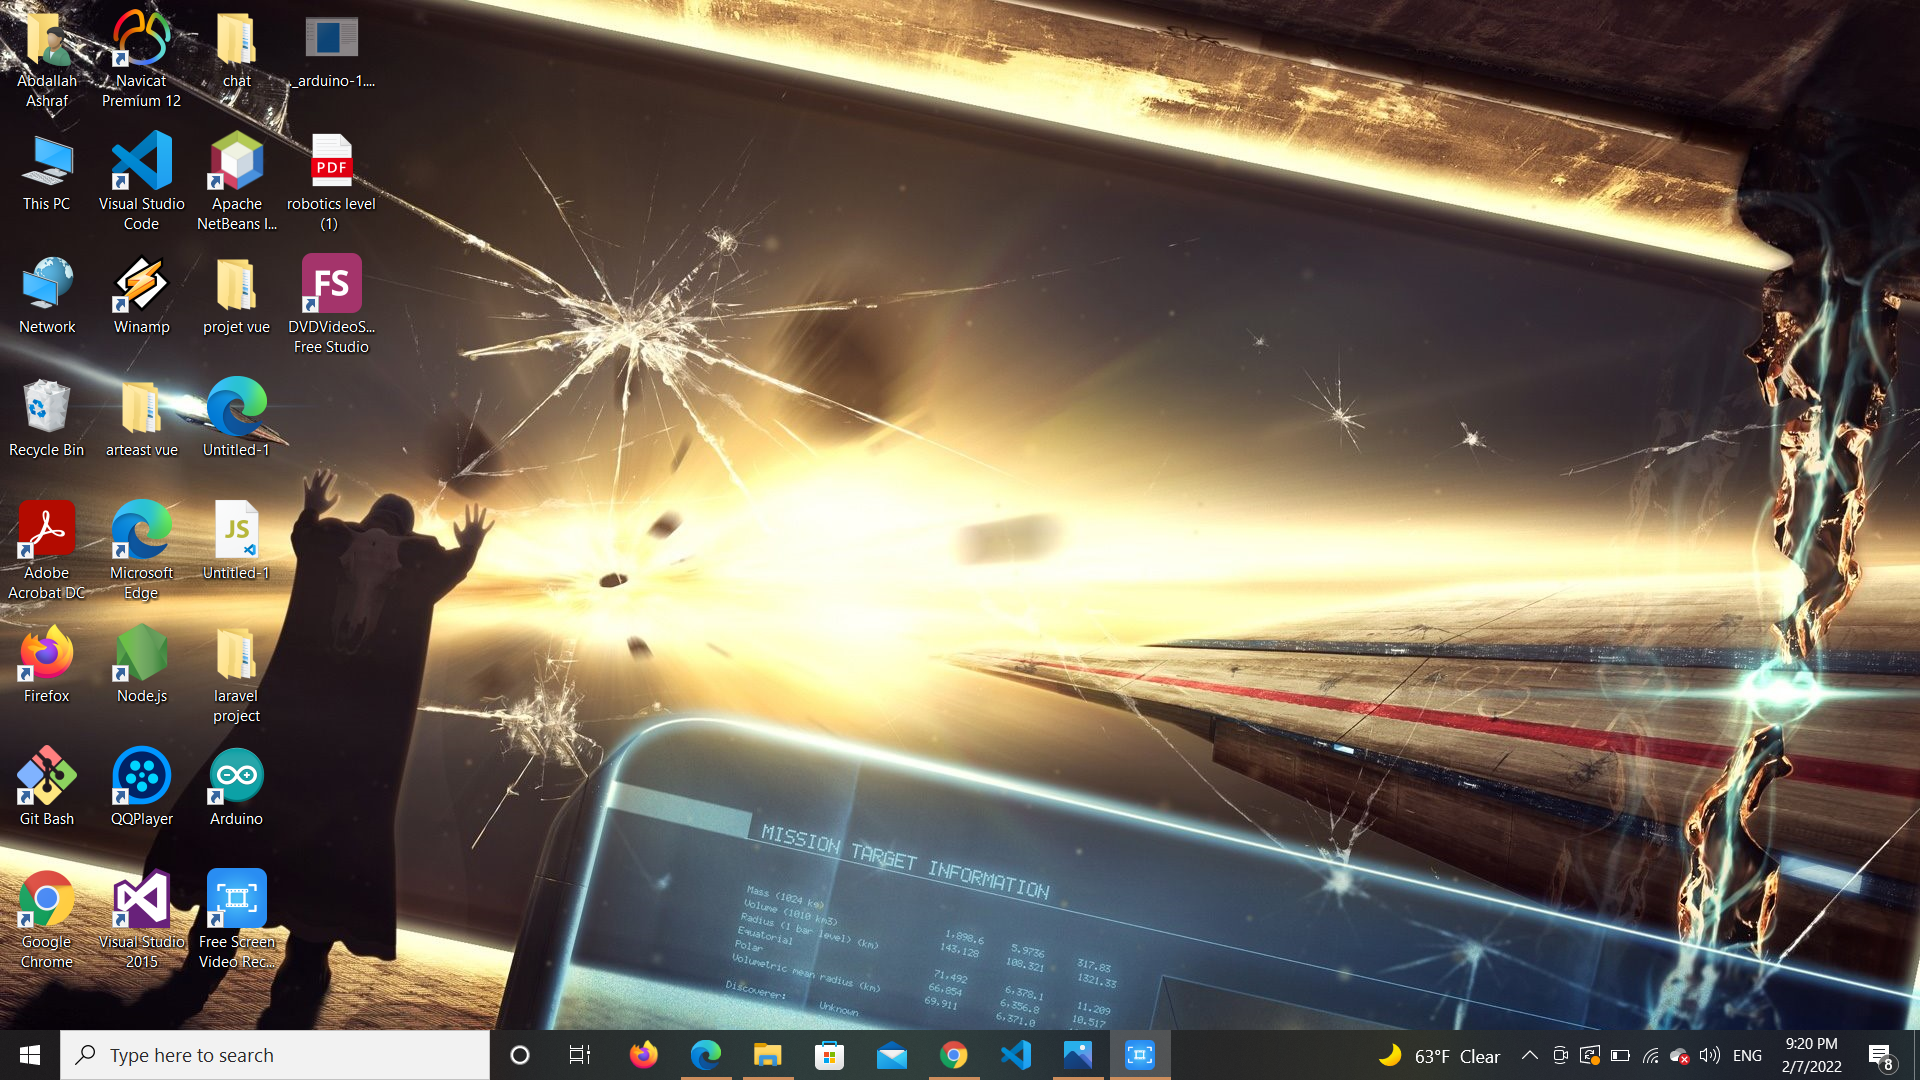 Abdallah
Ashraf
Navicat
Premium 12
chat
_arduino-1....
This PC
Visual Studio
Code
Apache
NetBeans I...
PDF
robotics level
(1)
Network
Winamp
projet vue
FS
DVDVideoS...
Free Studio
Recycle Bin
arteast vue
Untitled-1
Adobe
Acrobat DC
Microsoft
Edge
JS
Untitled-1
Firefox
Node.js
laravel
project
Git Bash
QQPlayer
Arduino
Google
Chrome
Visual Studio
2015
Free Screen
Video Rec...
MISSION TARGET INFORMATION
Mass (1024 kg)
Volume (1010 km3)
Radius (1 bar level) (km)
Equatorial
Polar
Volumetric mean radius (km)
Discoverer: Unknown
1,898.6 5.9736 317.83
143,128 108.321 1321.33
71,492 6,378.1 11.209
66,854 6,356.8 10.517
69,911 6,371.0
Type here to search
63°F Clear
ENG
9:20 PM
2/7/2022
8